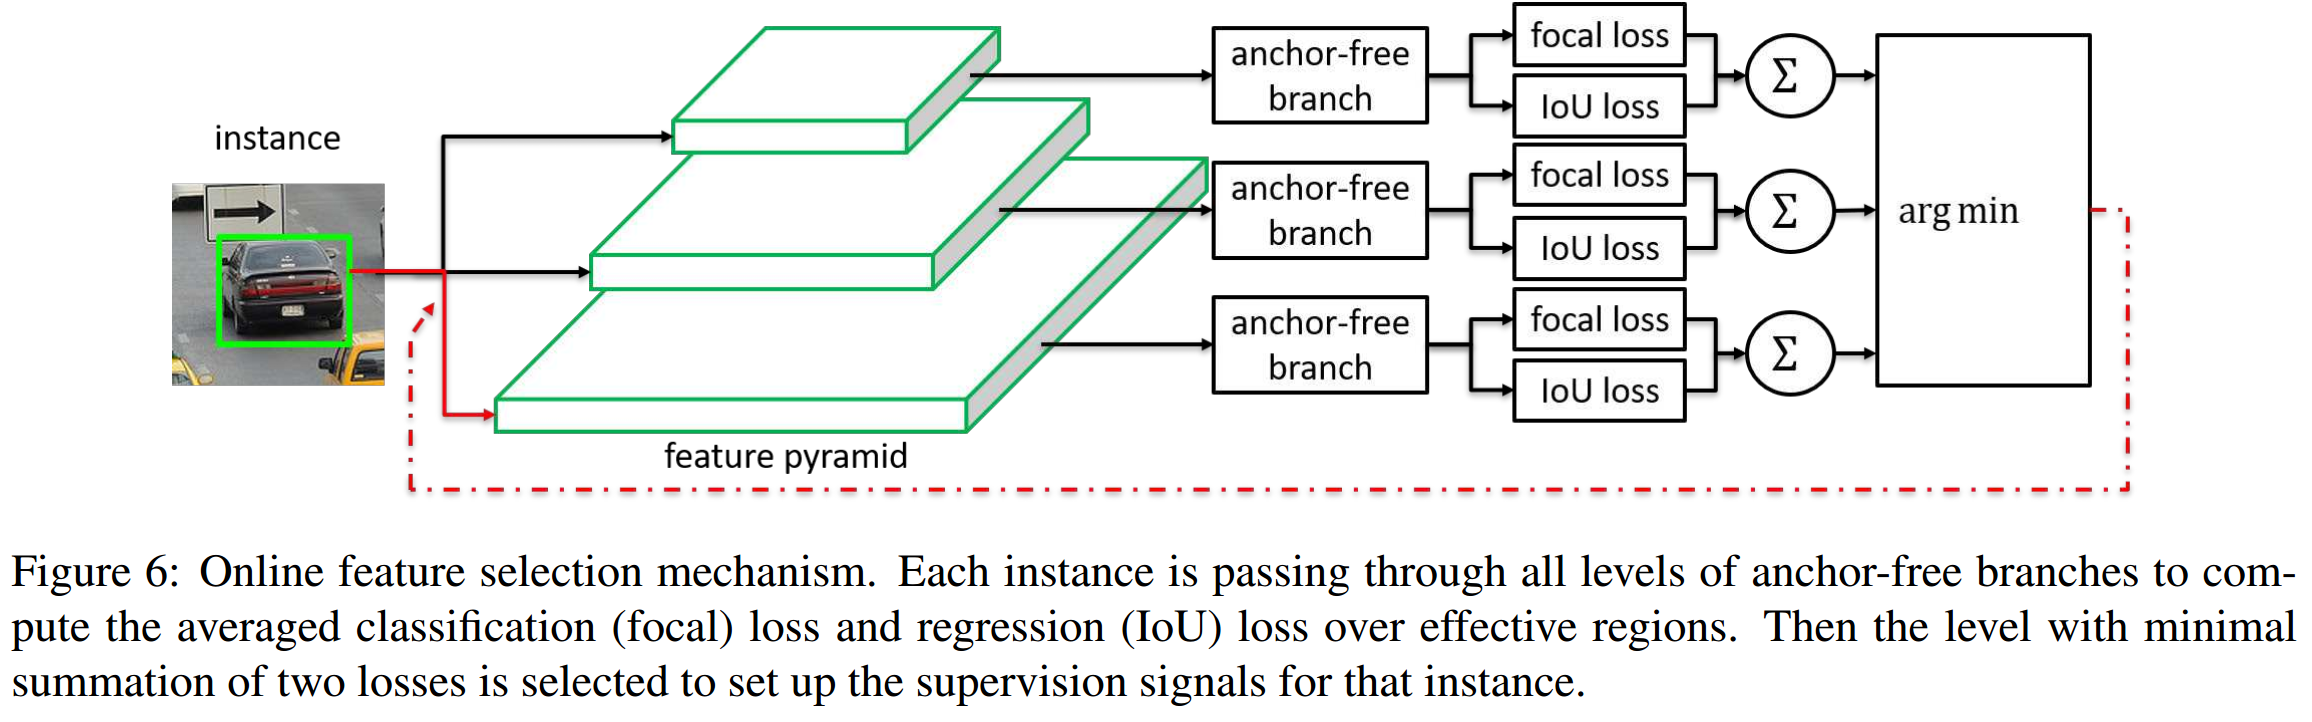 instance
feature pyramid
anchor-free
branch
focal loss
IoU loss
Σ
anchor-free
branch
focal loss
IoU loss
Σ
anchor-free
branch
focal loss
IoU loss
Σ
arg min
Figure 6: Online feature selection mechanism. Each instance is passing through all levels of anchor-free branches to com-
pute the averaged classification (focal) loss and regression (IoU) loss over effective regions. Then the level with minimal
summation of two losses is selected to set up the supervision signals for that instance.